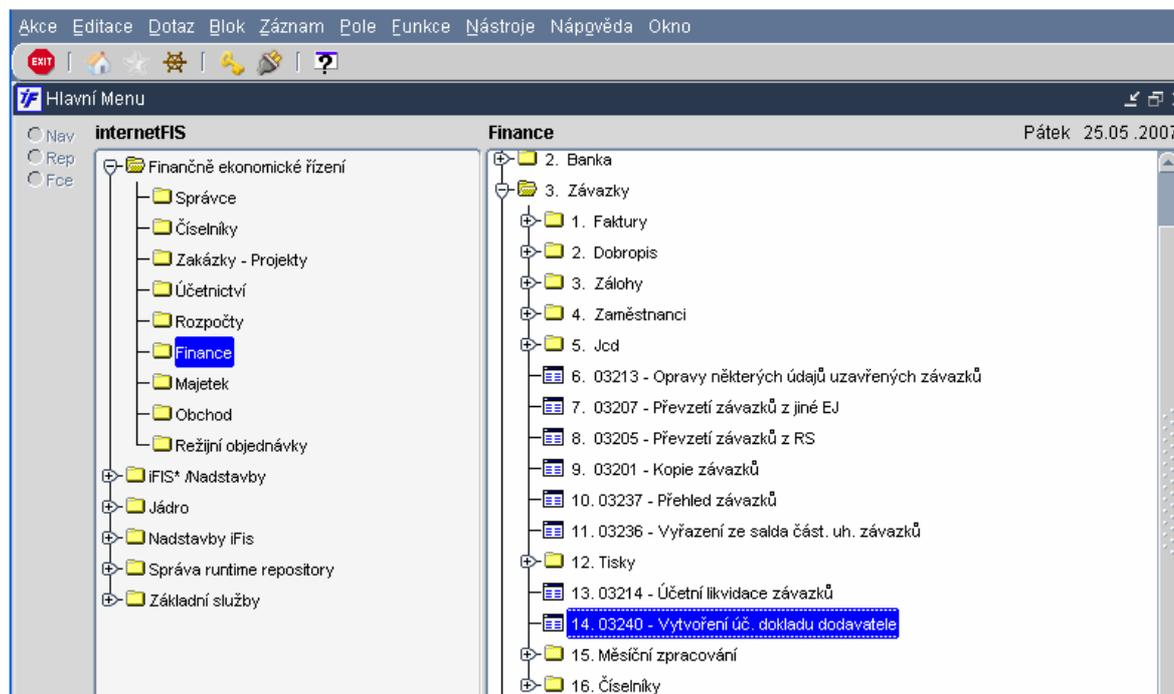 Akce Editace Dotaz Blok Záznam Pole Funkce Nástroje Nápověda Okno
EXIT ?
iF Hlavní Menu
Nav
Rep
Fce
internetFIS
Finančně ekonomické řízení
Správce
Číselníky
Zakázky - Projekty
Účetnictví
Rozpočty
Finance
Majetek
Obchod
Režijní objednávky
iFIS* /Nadstavby
Jádro
Nadstavby iFis
Správa runtime repository
Základní služby
Finance
Pátek 25.05 .2007
2. Banka
3. Závazky
1. Faktury
2. Dobropis
3. Zálohy
4. Zaměstnanci
5. Jcd
6. 03213 - Opravy některých údajů uzavřených závazků
7. 03207 - Převzetí závazků z jiné EJ
8. 03205 - Převzetí závazků z RS
9. 03201 - Kopie závazků
10. 03237 - Přehled závazků
11. 03236 - Vyřazení ze salda část. uh. závazků
12. Tisky
13. 03214 - Účetní likvidace závazků
14. 03240 - Vytvoření úč. dokladu dodavatele
15. Měsíční zpracování
16. Číselníky